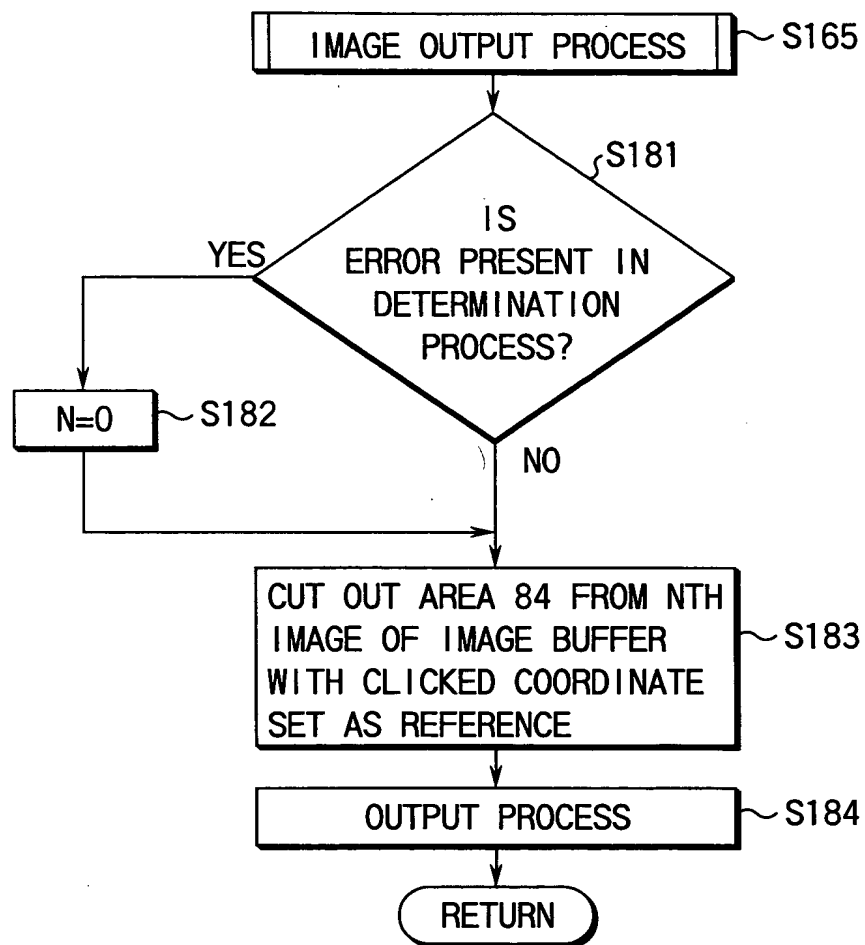 IMAGE OUTPUT PROCESS
S165
S181
IS
ERROR PRESENT IN
DETERMINATION
PROCESS?
YES
N=0
S182
NO
CUT OUT AREA 84 FROM NTH
IMAGE OF IMAGE BUFFER
WITH CLICKED COORDINATE
SET AS REFERENCE
S183
OUTPUT PROCESS
S184
RETURN